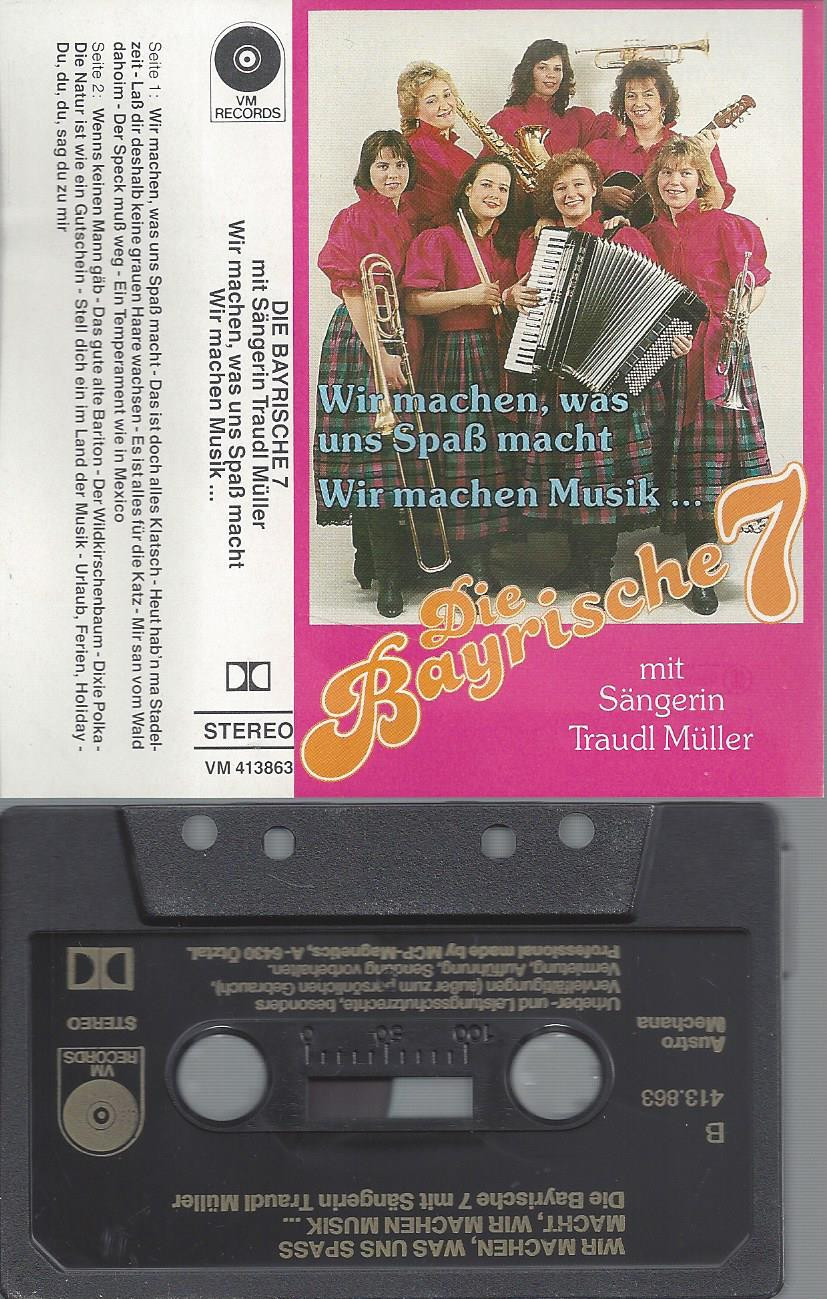 VM
RECORDS
Seite 1: Wir machen, was uns Spaß macht - Das ist doch alles Klatsch - Heut hab'n ma Stadel-
zeit - Laß dir deshalb keine grauen Haare wachsen - Es ist alles für die Katz - Mir san vom Wald
dahoim - Der Speck muß weg - Ein Temperament wie in Mexico
Seite 2: Wenns keinen Mann gäb - Das gute alte Bariton - Der Wildkirschenbaum - Dixie Polka -
Die Natur ist wie ein Gutschein - Stell dich ein im Land der Musik - Urlaub, Ferien, Holiday -
Du, du, du, sag du zu mir
DIE BAYRISCHE 7
mit Sängerin Traudl Müller
Wir machen, was uns Spaß macht
Wir machen Musik ...
STEREO
VM 413863
Wir machen, was
uns Spaß macht
Wir machen Musik ...
Die
Bayrische 7
mit
Sängerin
Traudl Müller
WIR MACHEN, WAS UNS SPASS
MACHT, WIR MACHEN MUSIK ...
Die Bayrische 7 mit Sängerin Traudl Müller
B
413.863
Austro
Mechana
VM
RECORDS
STEREO
100 50 0
Urheber- und Leistungsschutzrechte, besonders
Vervielfältigungen (außer zum persönlichen Gebrauch),
Vermietung, Aufführung, Sendung vorbehalten.
Professional made by MCP-Magnetics, A-6430 Ötztal.